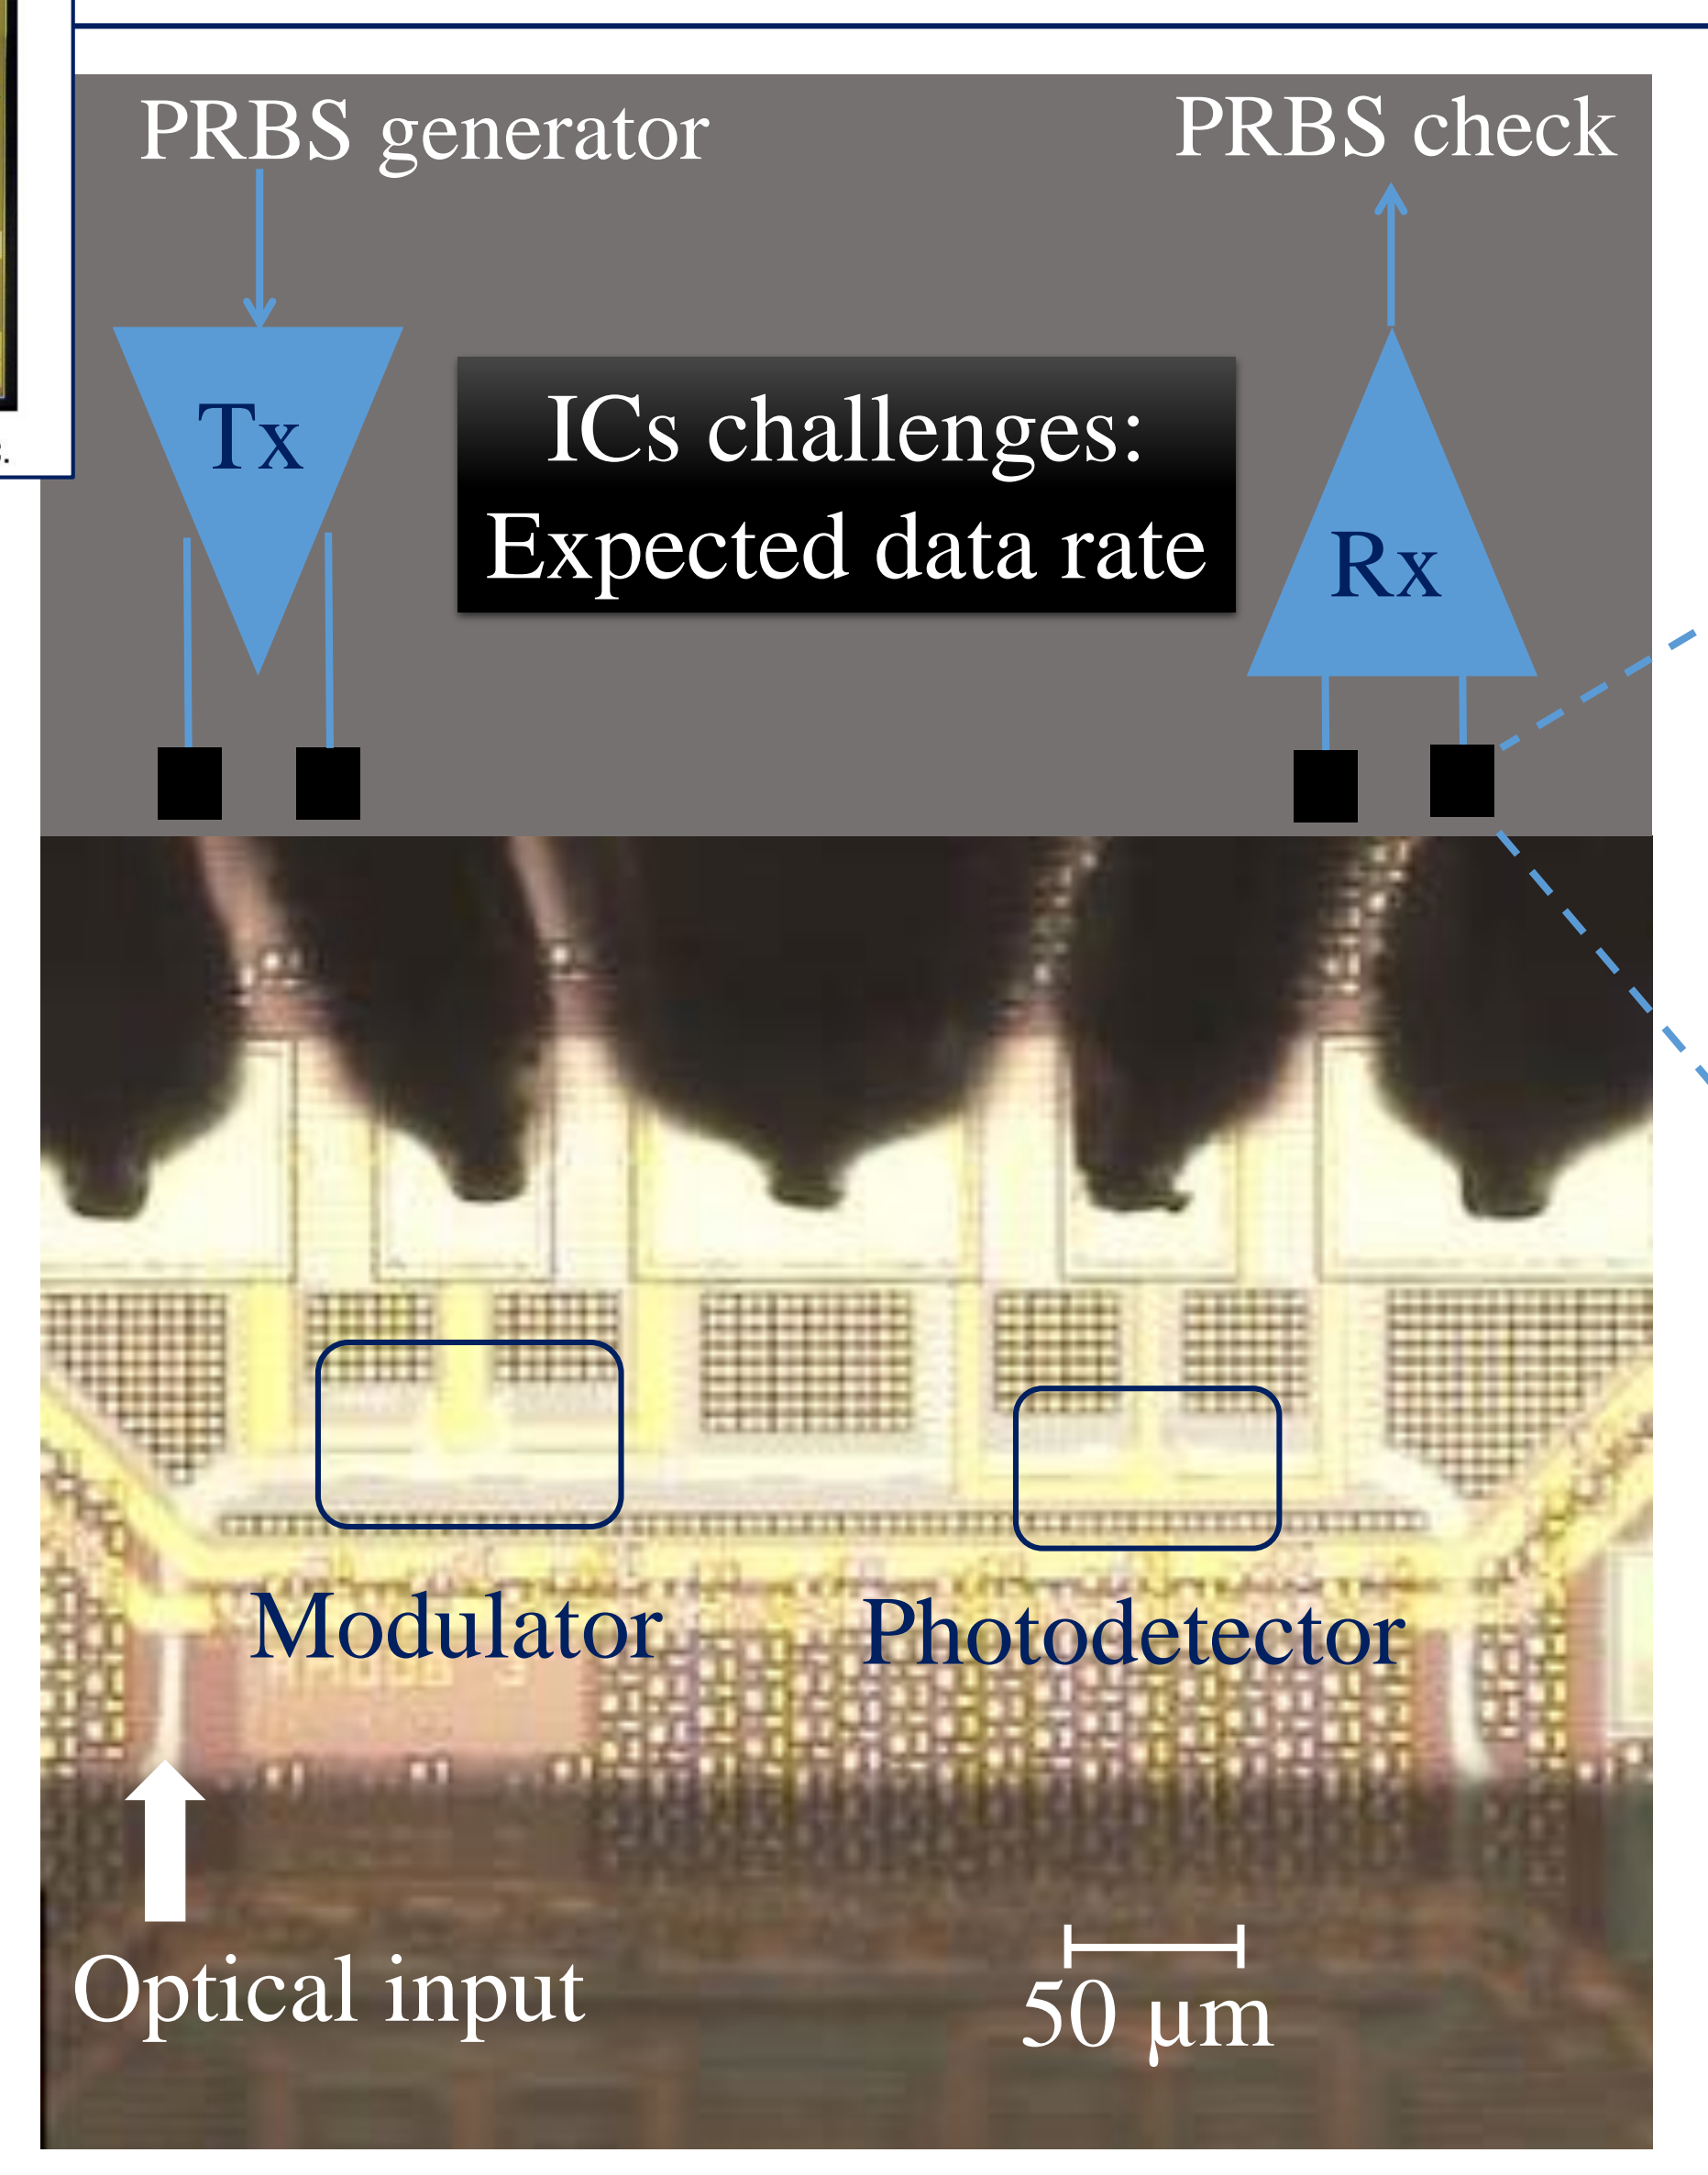 PRBS generator
PRBS check
Tx
ICs challenges:
Expected data rate
Rx
Modulator
Photodetector
Optical input
50 μm